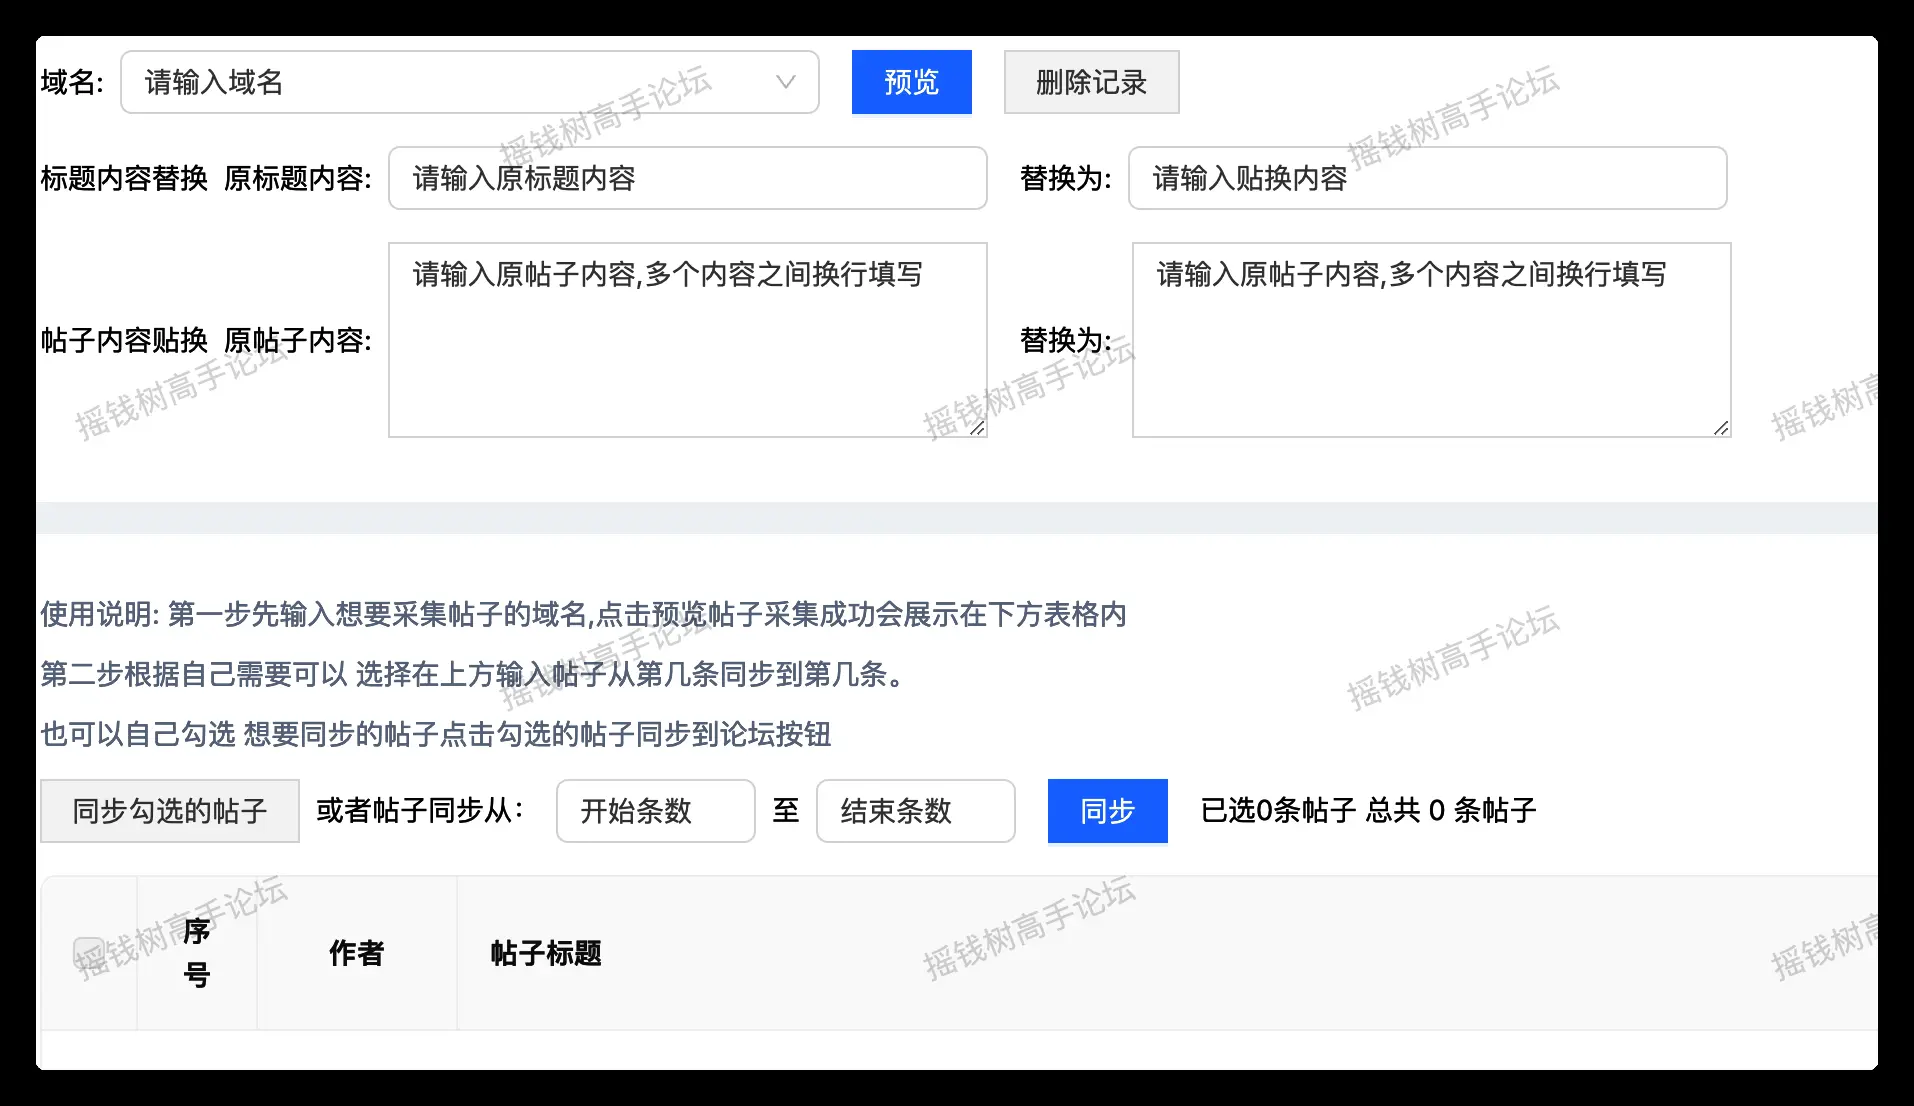 域名: 请输入域名 预览 删除记录
标题内容替换 原标题内容: 请输入原标题内容 替换为: 请输入贴换内容
帖子内容贴换 原帖子内容: 请输入原帖子内容,多个内容之间换行填写 替换为: 请输入原帖子内容,多个内容之间换行填写
使用说明: 第一步先输入想要采集帖子的域名,点击预览帖子采集成功会展示在下方表格内
第二步根据自己需要可以 选择在上方输入帖子从第几条同步到第几条。
也可以自己勾选 想要同步的帖子点击勾选的帖子同步到论坛按钮
同步勾选的帖子 或者帖子同步从: 开始条数 至 结束条数 同步 已选0条帖子 总共 0 条帖子
序号 作者 帖子标题
摇钱树高手论坛
摇钱树高手论坛
摇钱树高手论坛
摇钱树高手论坛
摇钱树高
摇钱树高手论坛
摇钱树高手论坛
摇钱树高手论坛
摇钱树高手论坛
摇钱树高